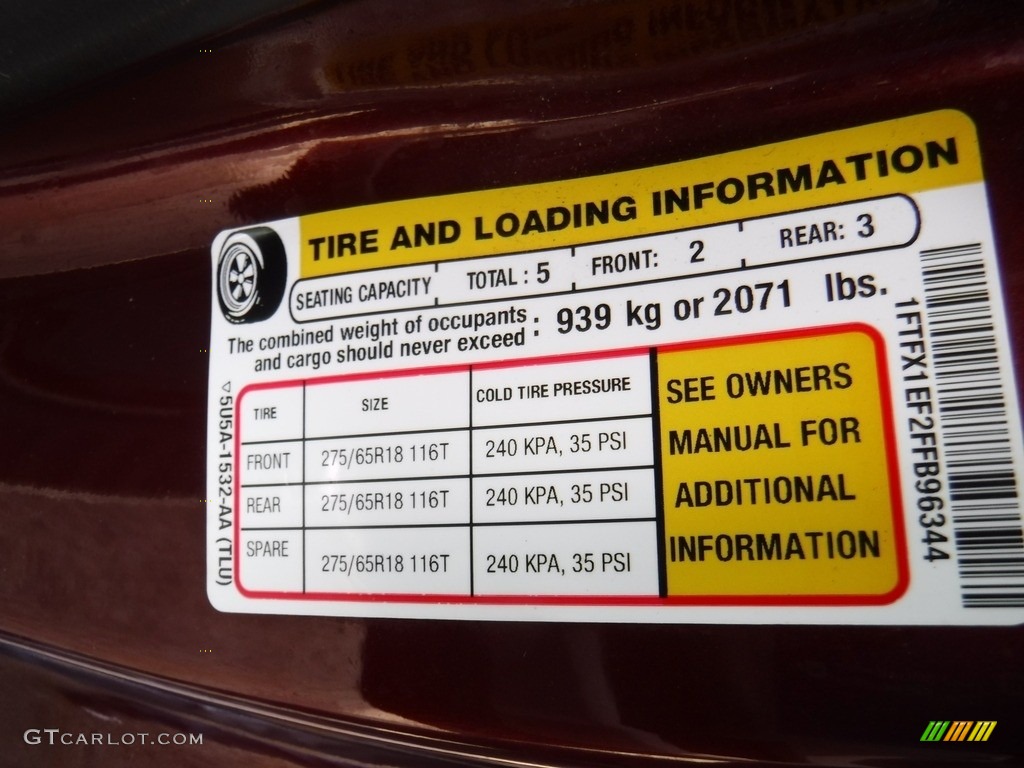 TIRE AND LOADING INFORMATION
SEATING CAPACITY TOTAL : 5 FRONT: 2 REAR: 3
The combined weight of occupants
and cargo should never exceed : 939 kg or 2071 lbs.
TIRE SIZE COLD TIRE PRESSURE
FRONT 275/65R18 116T 240 KPA, 35 PSI
REAR 275/65R18 116T 240 KPA, 35 PSI
SPARE 275/65R18 116T 240 KPA, 35 PSI
SEE OWNERS
MANUAL FOR
ADDITIONAL
INFORMATION
5U5A-1532-AA (TLU)
1FTFX1EF2FFB96344
GTCARLOT.COM